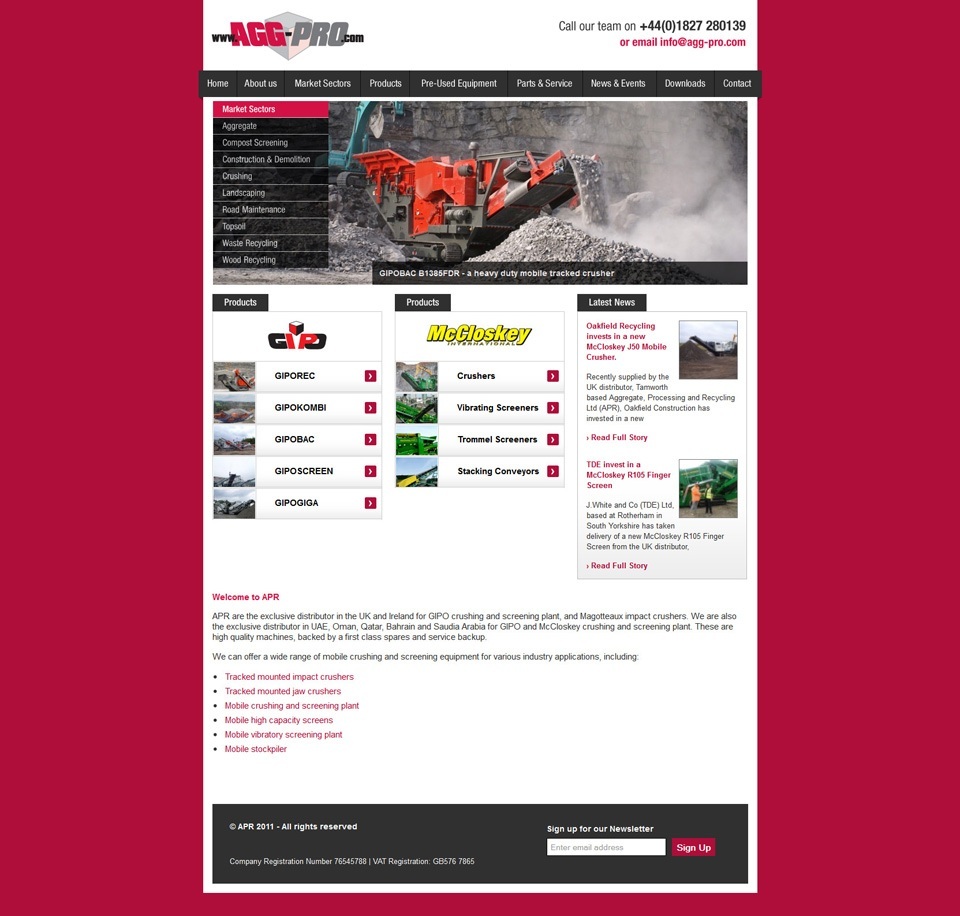 www.AGG-PRO.com
Call our team on +44(0)1827 280139
or email info@agg-pro.com
Home About us Market Sectors Products Pre-Used Equipment Parts & Service News & Events Downloads Contact
Market Sectors
Aggregate
Compost Screening
Construction & Demolition
Crushing
Landscaping
Road Maintenance
Topsoil
Waste Recycling
Wood Recycling
GIPOBAC B1385FDR - a heavy duty mobile tracked crusher
Products
GIPO
GIPOREC
GIPOKOMBI
GIPOBAC
GIPOSCREEN
GIPOGIGA
Products
McCloskey
INTERNATIONAL
Crushers
Vibrating Screeners
Trommel Screeners
Stacking Conveyors
Latest News
Oakfield Recycling
invests in a new
McCloskey J50 Mobile
Crusher.
Recently supplied by the
UK distributor, Tamworth
based Aggregate, Processing and Recycling
Ltd (APR), Oakfield Construction has
invested in a new
› Read Full Story
TDE invest in a
McCloskey R105 Finger
Screen
J.White and Co (TDE) Ltd,
based at Rotherham in
South Yorkshire has taken
delivery of a new McCloskey R105 Finger
Screen from the UK distributor,
› Read Full Story
Welcome to APR
APR are the exclusive distributor in the UK and Ireland for GIPO crushing and screening plant, and Magotteaux impact crushers. We are also
the exclusive distributor in UAE, Oman, Qatar, Bahrain and Saudia Arabia for GIPO and McCloskey crushing and screening plant. These are
high quality machines, backed by a first class spares and service backup.
We can offer a wide range of mobile crushing and screening equipment for various industry applications, including:
• Tracked mounted impact crushers
• Tracked mounted jaw crushers
• Mobile crushing and screening plant
• Mobile high capacity screens
• Mobile vibratory screening plant
• Mobile stockpiler
© APR 2011 - All rights reserved
Company Registration Number 76545788 | VAT Registration: GB576 7865
Sign up for our Newsletter
Enter email address
Sign Up